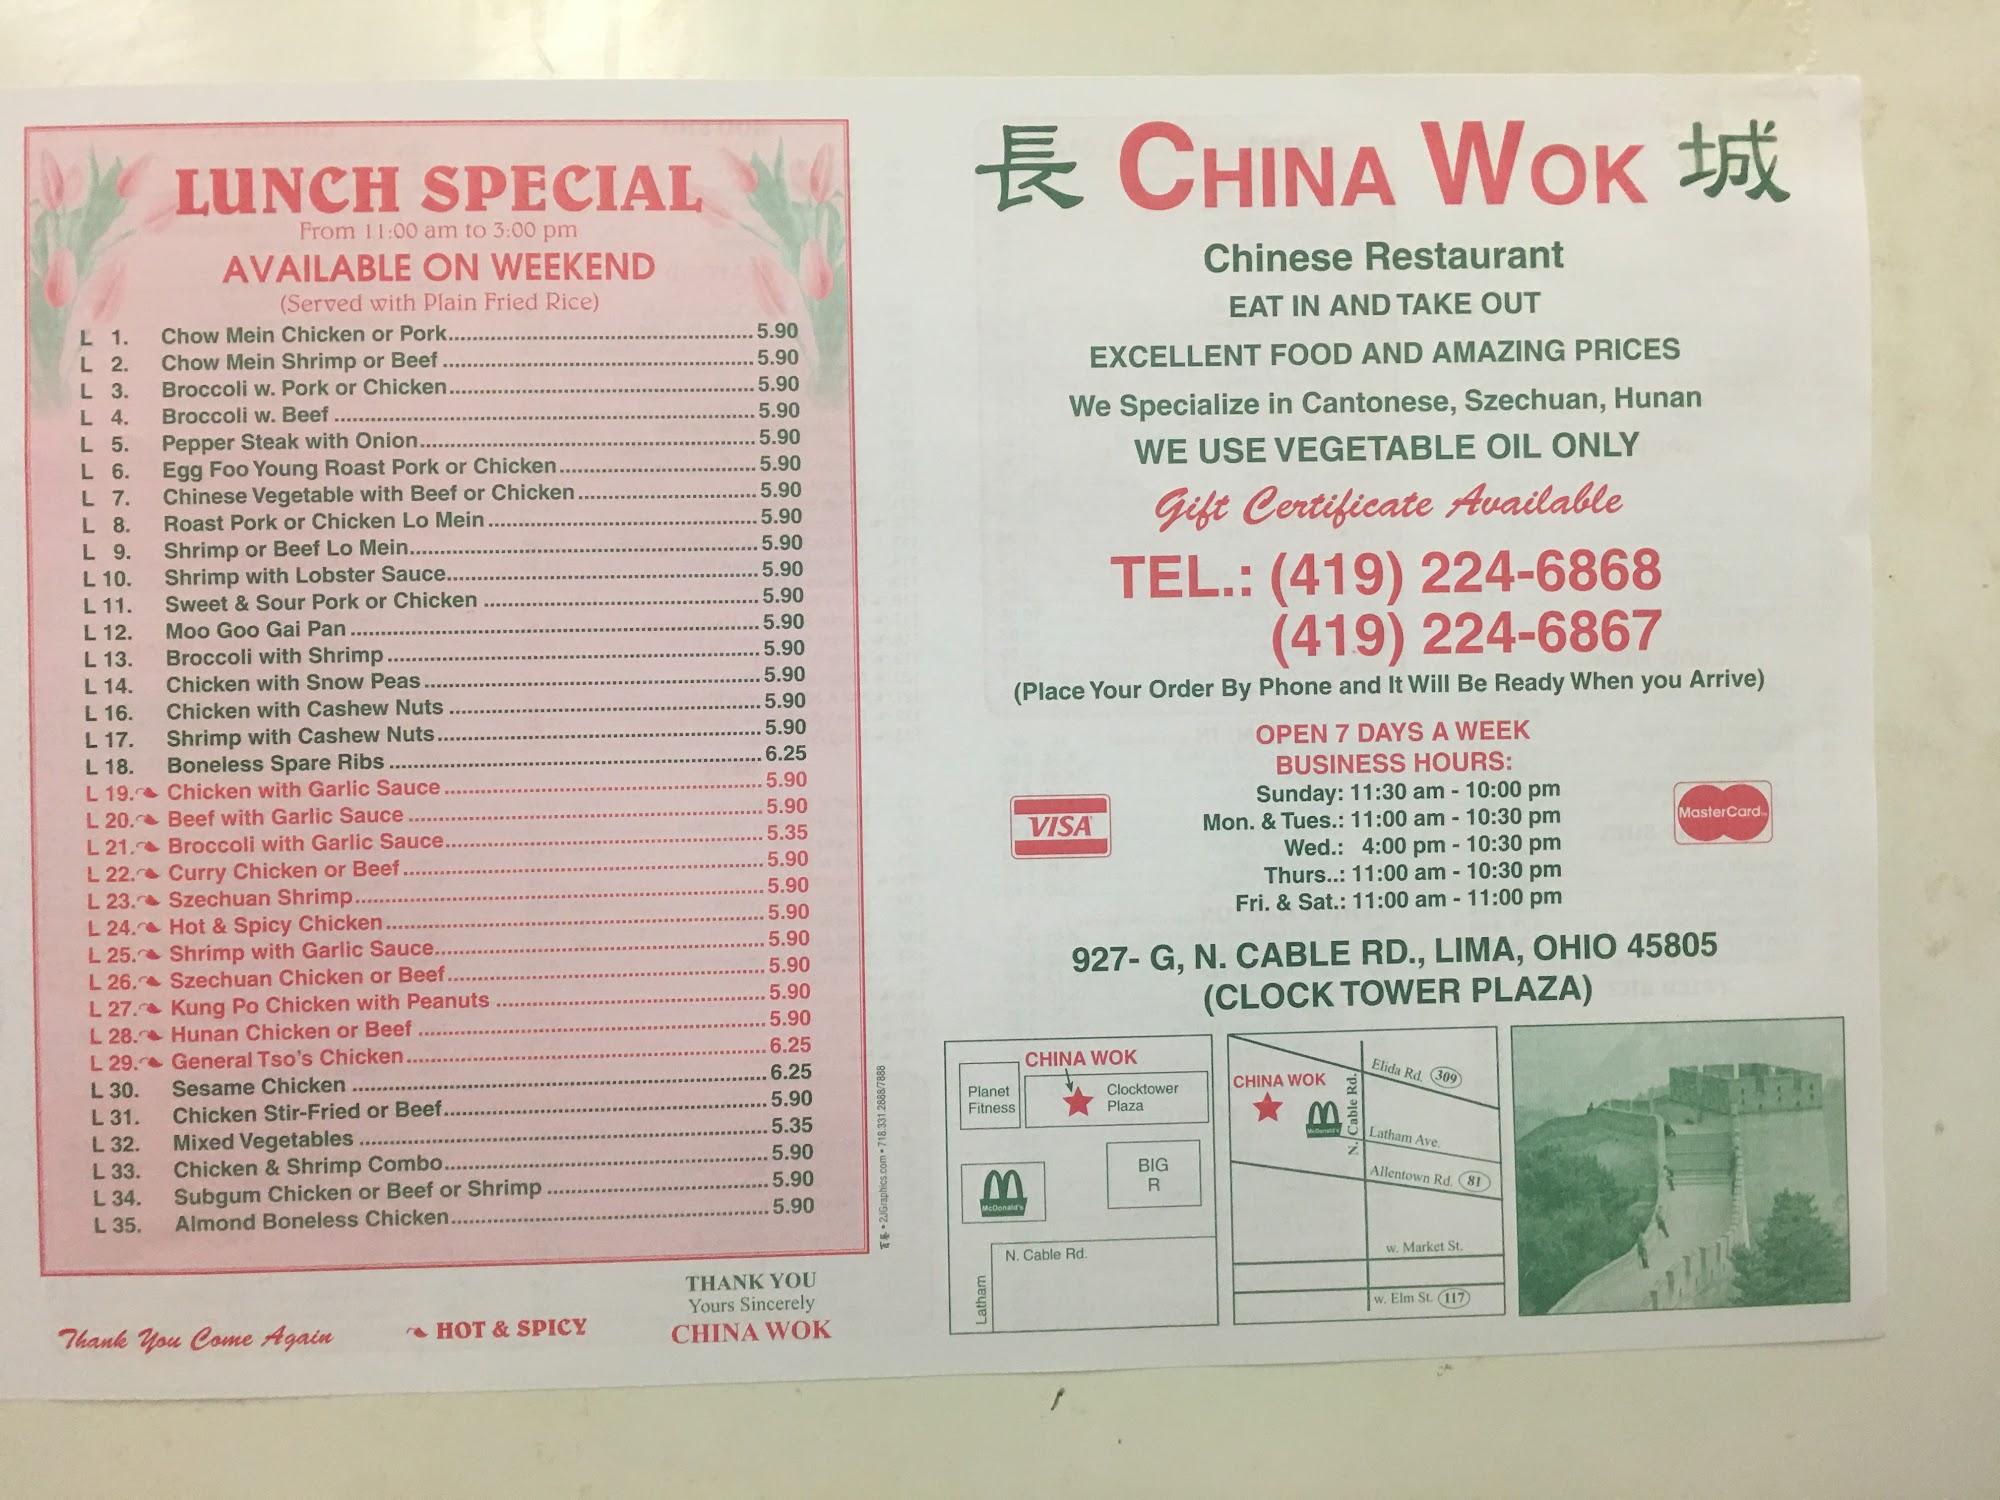 LUNCH SPECIAL
From 11:00 am to 3:00 pm
AVAILABLE ON WEEKEND
(Served with Plain Fried Rice)
L 1. Chow Mein Chicken or Pork 5.90
L 2. Chow Mein Shrimp or Beef 5.90
L 3. Broccoli w. Pork or Chicken 5.90
L 4. Broccoli w. Beef 5.90
L 5. Pepper Steak with Onion 5.90
L 6. Egg Foo Young Roast Pork or Chicken 5.90
L 7. Chinese Vegetable with Beef or Chicken 5.90
L 8. Roast Pork or Chicken Lo Mein 5.90
L 9. Shrimp or Beef Lo Mein 5.90
L 10. Shrimp with Lobster Sauce 5.90
L 11. Sweet & Sour Pork or Chicken 5.90
L 12. Moo Goo Gai Pan 5.90
L 13. Broccoli with Shrimp 5.90
L 14. Chicken with Snow Peas 5.90
L 16. Chicken with Cashew Nuts 5.90
L 17. Shrimp with Cashew Nuts 5.90
L 18. Boneless Spare Ribs 6.25
L 19. Chicken with Garlic Sauce 5.90
L 20. Beef with Garlic Sauce 5.90
L 21. Broccoli with Garlic Sauce 5.35
L 22. Curry Chicken or Beef 5.90
L 23. Szechuan Shrimp 5.90
L 24. Hot & Spicy Chicken 5.90
L 25. Shrimp with Garlic Sauce 5.90
L 26. Szechuan Chicken or Beef 5.90
L 27. Kung Po Chicken with Peanuts 5.90
L 28. Hunan Chicken or Beef 5.90
L 29. General Tso's Chicken 6.25
L 30. Sesame Chicken 6.25
L 31. Chicken Stir-Fried or Beef 5.90
L 32. Mixed Vegetables 5.35
L 33. Chicken & Shrimp Combo 5.90
L 34. Subgum Chicken or Beef or Shrimp 5.90
L 35. Almond Boneless Chicken 5.90
Thank You Come Again
HOT & SPICY
THANK YOU
Yours Sincerely
CHINA WOK
2JGraphics.com • 718.331.2888/7888
長 CHINA WOK 城
Chinese Restaurant
EAT IN AND TAKE OUT
EXCELLENT FOOD AND AMAZING PRICES
We Specialize in Cantonese, Szechuan, Hunan
WE USE VEGETABLE OIL ONLY
Gift Certificate Available
TEL.: (419) 224-6868
(419) 224-6867
(Place Your Order By Phone and It Will Be Ready When you Arrive)
OPEN 7 DAYS A WEEK
BUSINESS HOURS:
Sunday: 11:30 am - 10:00 pm
Mon. & Tues.: 11:00 am - 10:30 pm
Wed.: 4:00 pm - 10:30 pm
Thurs..: 11:00 am - 10:30 pm
Fri. & Sat.: 11:00 am - 11:00 pm
VISA
MasterCard
927- G, N. CABLE RD., LIMA, OHIO 45805
(CLOCK TOWER PLAZA)
CHINA WOK
Planet
Fitness
Clocktower
Plaza
McDonald's
BIG
R
N. Cable Rd.
Latham
CHINA WOK
McDonald's
N. Cable Rd.
Elida Rd. 309
Latham Ave.
Allentown Rd. 81
w. Market St.
w. Elm St. 117